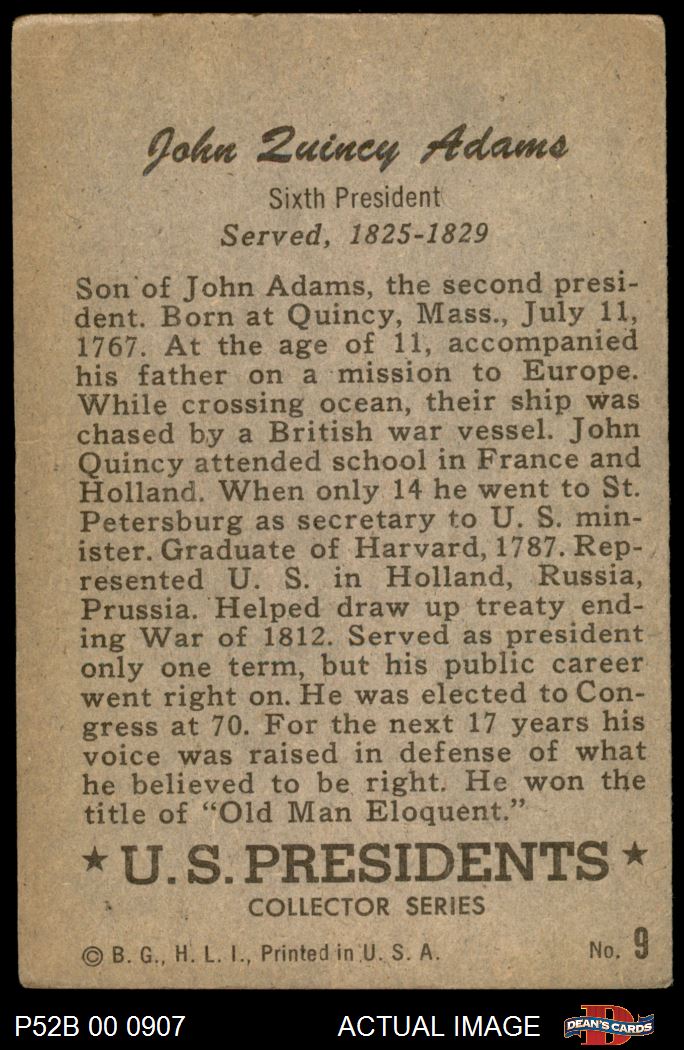 John Quincy Adams
Sixth President
Served, 1825-1829
Son of John Adams, the second presi-
dent. Born at Quincy, Mass., July 11,
1767. At the age of 11, accompanied
his father on a mission to Europe.
While crossing ocean, their ship was
chased by a British war vessel. John
Quincy attended school in France and
Holland. When only 14 he went to St.
Petersburg as secretary to U. S. min-
ister. Graduate of Harvard, 1787. Rep-
resented U. S. in Holland, Russia,
Prussia. Helped draw up treaty end-
ing War of 1812. Served as president
only one term, but his public career
went right on. He was elected to Con-
gress at 70. For the next 17 years his
voice was raised in defense of what
he believed to be right. He won the
title of "Old Man Eloquent."
★ U.S. PRESIDENTS ★
COLLECTOR SERIES
© B. G., H. L. I., Printed in U. S. A.
No. 9
P52B 00 0907
ACTUAL IMAGE
DEAN'S CARDS